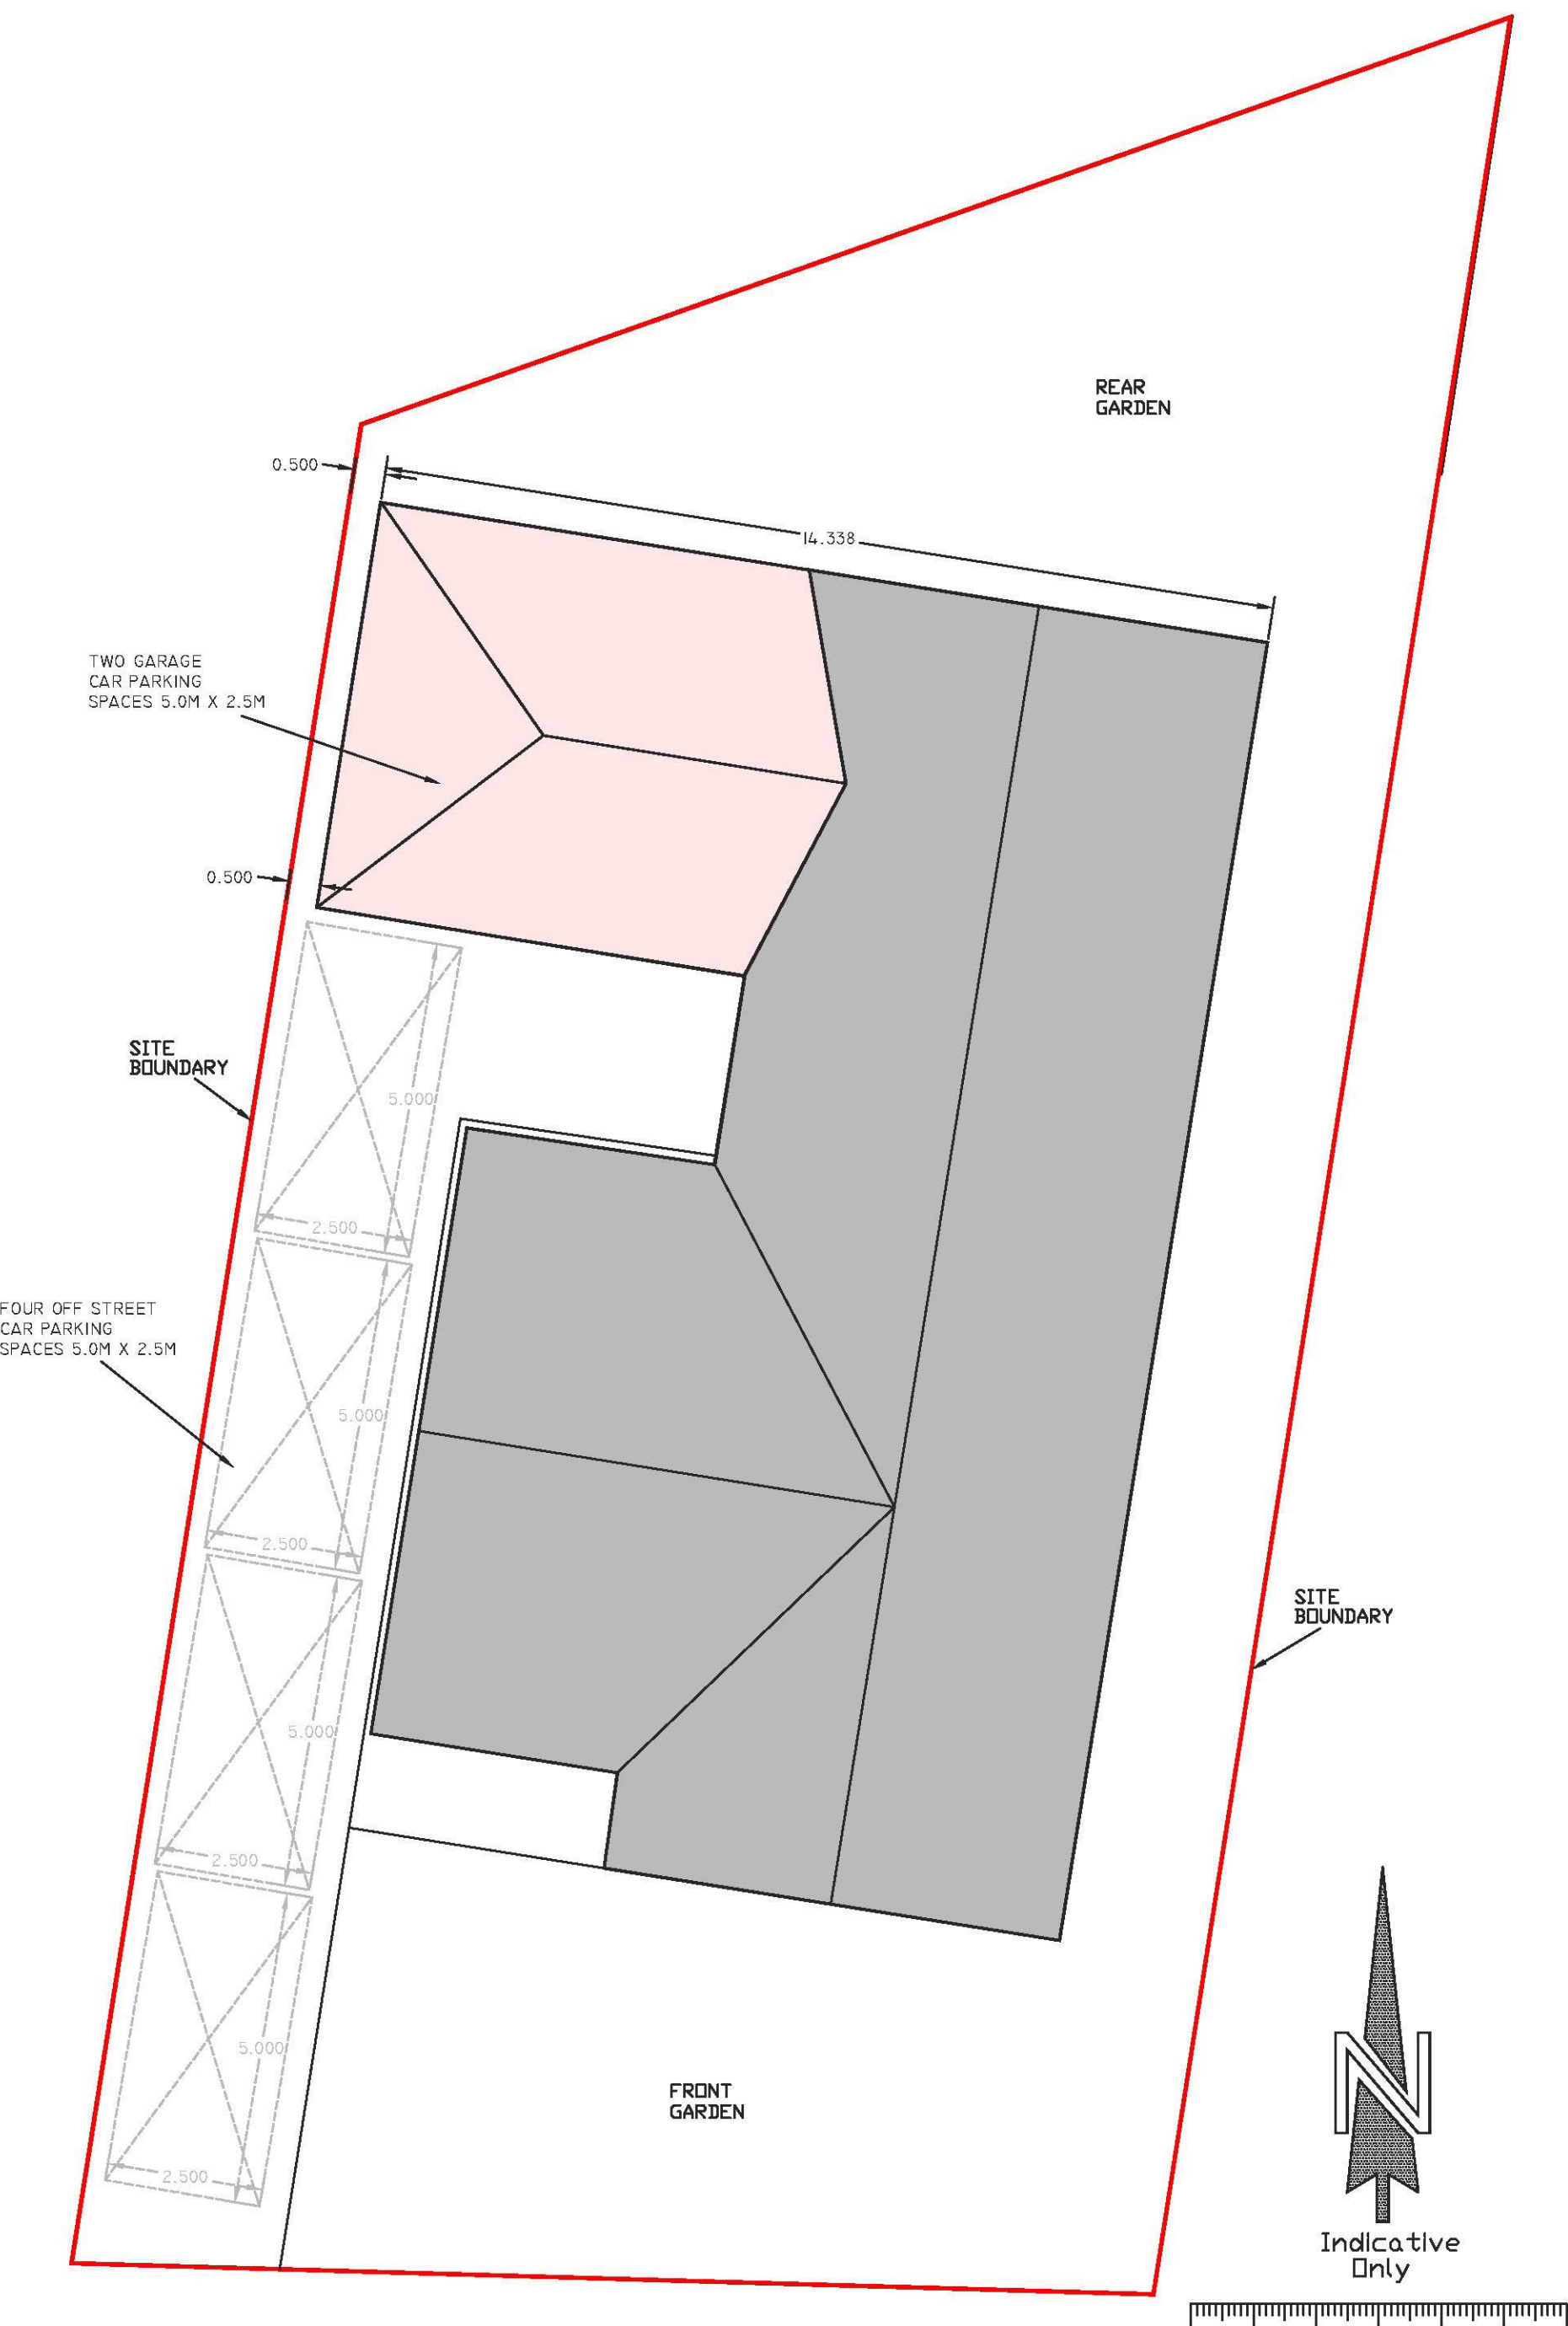 REAR
GARDEN
0.500
14.338
TWO GARAGE
CAR PARKING
SPACES 5.0M X 2.5M
0.500
SITE
BOUNDARY
5.000
2.500
FOUR OFF STREET
CAR PARKING
SPACES 5.0M X 2.5M
5.000
2.500
SITE
BOUNDARY
5.000
2.500
5.000
2.500
FRONT
GARDEN
N
Indicative
Only